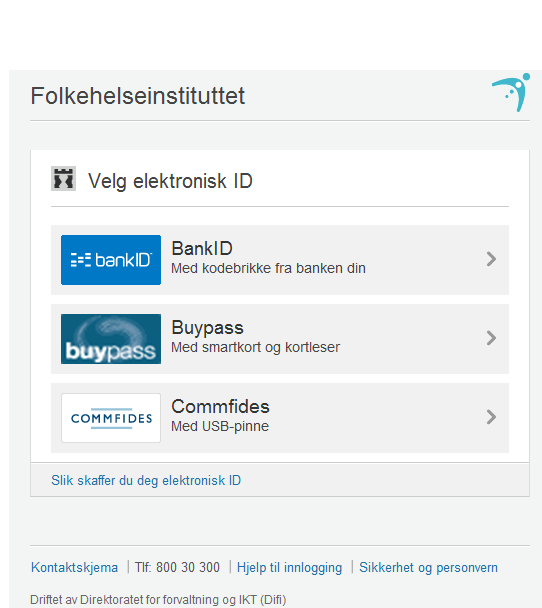 Folkehelseinstituttet
Velg elektronisk ID
bankID
BankID
Med kodebrikke fra banken din
buypass
Buypass
Med smartkort og kortleser
COMMFIDES
Commfides
Med USB-pinne
Slik skaffer du deg elektronisk ID
Kontaktskjema | Tlf: 800 30 300 | Hjelp til innlogging | Sikkerhet og personvern
Driftet av Direktoratet for forvaltning og IKT (Difi)